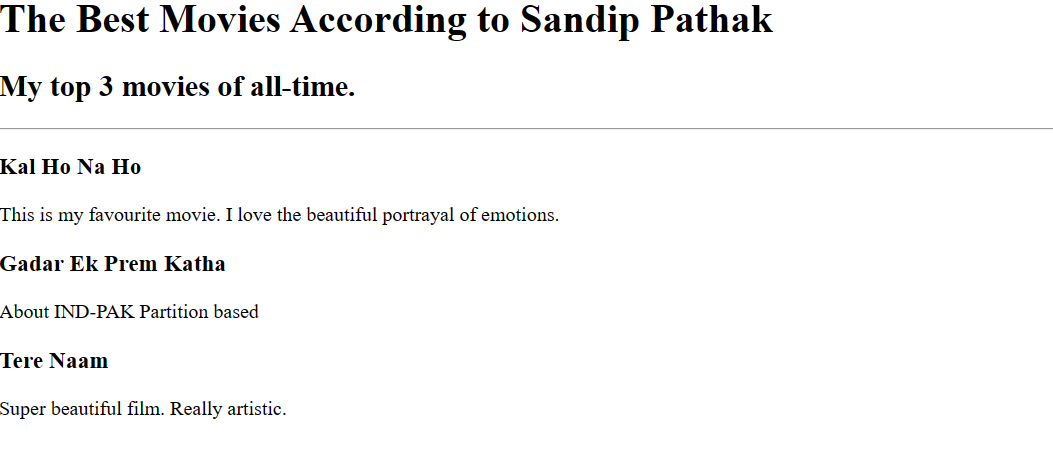 The Best Movies According to Sandip Pathak
My top 3 movies of all-time.
Kal Ho Na Ho
This is my favourite movie. I love the beautiful portrayal of emotions.
Gadar Ek Prem Katha
About IND-PAK Partition based
Tere Naam
Super beautiful film. Really artistic.